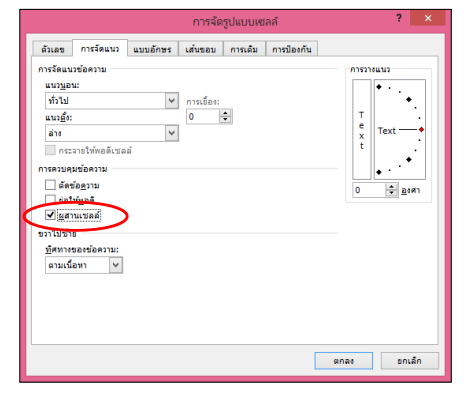 การจัดรูปแบบเซลล์
? ×
ตัวเลข การจัดแนว แบบอักษร เส้นขอบ การเติม การป้องกัน
การจัดแนวข้อความ
แนวนอน:
ทั่วไป
การเยื้อง:
แนวตั้ง:
0
ล่าง
กระจายให้พอดีเซลล์
การควบคุมข้อความ
ตัดข้อความ
ย่อให้พอดี
ผสานเซลล์
ขวาไปซ้าย
ทิศทางของข้อความ:
ตามเนื้อหา
การวางแนว
Text
Text
0 องศา
ตกลง ยกเลิก